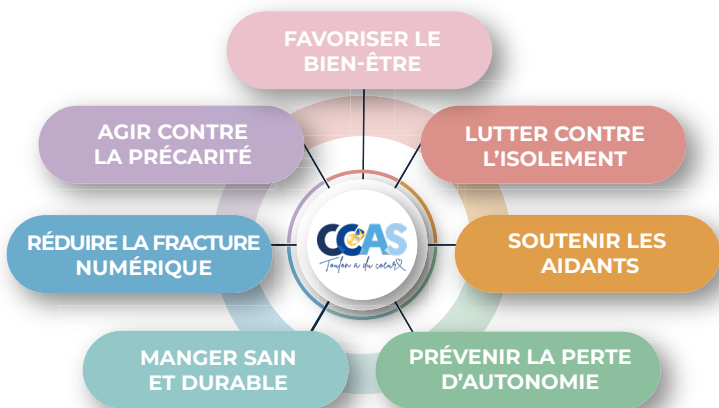 FAVORISER LE
BIEN-ÊTRE
AGIR CONTRE
LA PRÉCARITÉ
LUTTER CONTRE
L'ISOLEMENT
RÉDUIRE LA FRACTURE
NUMÉRIQUE
CCAS
Toulon a du cœur
SOUTENIR LES
AIDANTS
MANGER SAIN
ET DURABLE
PRÉVENIR LA PERTE
D'AUTONOMIE